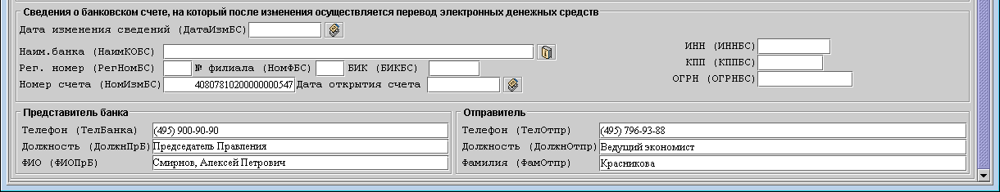 Сведения о банковском счете, на который после изменения осуществляется перевод электронных денежных средств
Дата изменения сведений (ДатаИзмБС)
Наим.банка (НаимКОБС) ИНН (ИННБС)
Рег. номер (РегНомБС) № филиала (НомФБС) БИК (БИКБС) КПП (КППБС)
Номер счета (НомИзмБС) 40807810200000000547 Дата открытия счета ОГРН (ОГРНБС)
Представитель банка
Телефон (ТелБанка) (495) 900-90-90
Должность (ДолжнПрБ) Председатель Правления
ФИО (ФИОПрБ) Смирнов, Алексей Петрович
Отправитель
Телефон (ТелОтпр) (495) 796-93-88
Должность (ДолжнОтпр) Ведущий экономист
Фамилия (ФамОтпр) Красникова